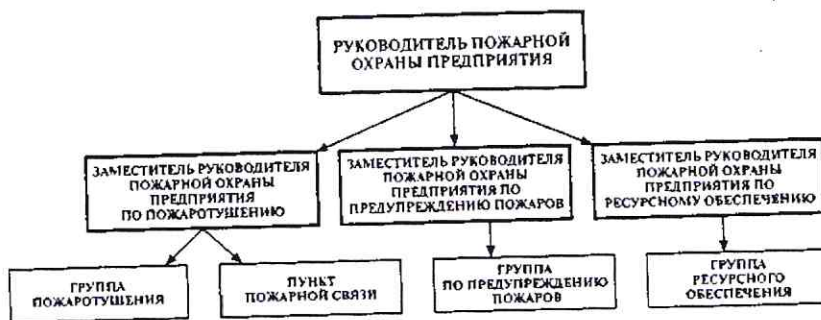 РУКОВОДИТЕЛЬ ПОЖАРНОЙ
ОХРАНЫ ПРЕДПРИЯТИЯ
ЗАМЕСТИТЕЛЬ РУКОВОДИТЕЛЯ
ПОЖАРНОЙ ОХРАНЫ
ПРЕДПРИЯТИЯ
ПО ПОЖАРОТУШЕНИЮ
ЗАМЕСТИТЕЛЬ РУКОВОДИТЕЛЯ
ПОЖАРНОЙ ОХРАНЫ
ПРЕДПРИЯТИЯ ПО
ПРЕДУПРЕЖДЕНИЮ ПОЖАРОВ
ЗАМЕСТИТЕЛЬ РУКОВОДИТЕЛЯ
ПОЖАРНОЙ ОХРАНЫ
ПРЕДПРИЯТИЯ ПО
РЕСУРСНОМУ ОБЕСПЕЧЕНИЮ
ГРУППА
ПОЖАРОТУШЕНИЯ
ПУНКТ
ПОЖАРНОЙ СВЯЗИ
ГРУППА
ПО ПРЕДУПРЕЖДЕНИЮ
ПОЖАРОВ
ГРУППА
РЕСУРСНОГО
ОБЕСПЕЧЕНИЯ